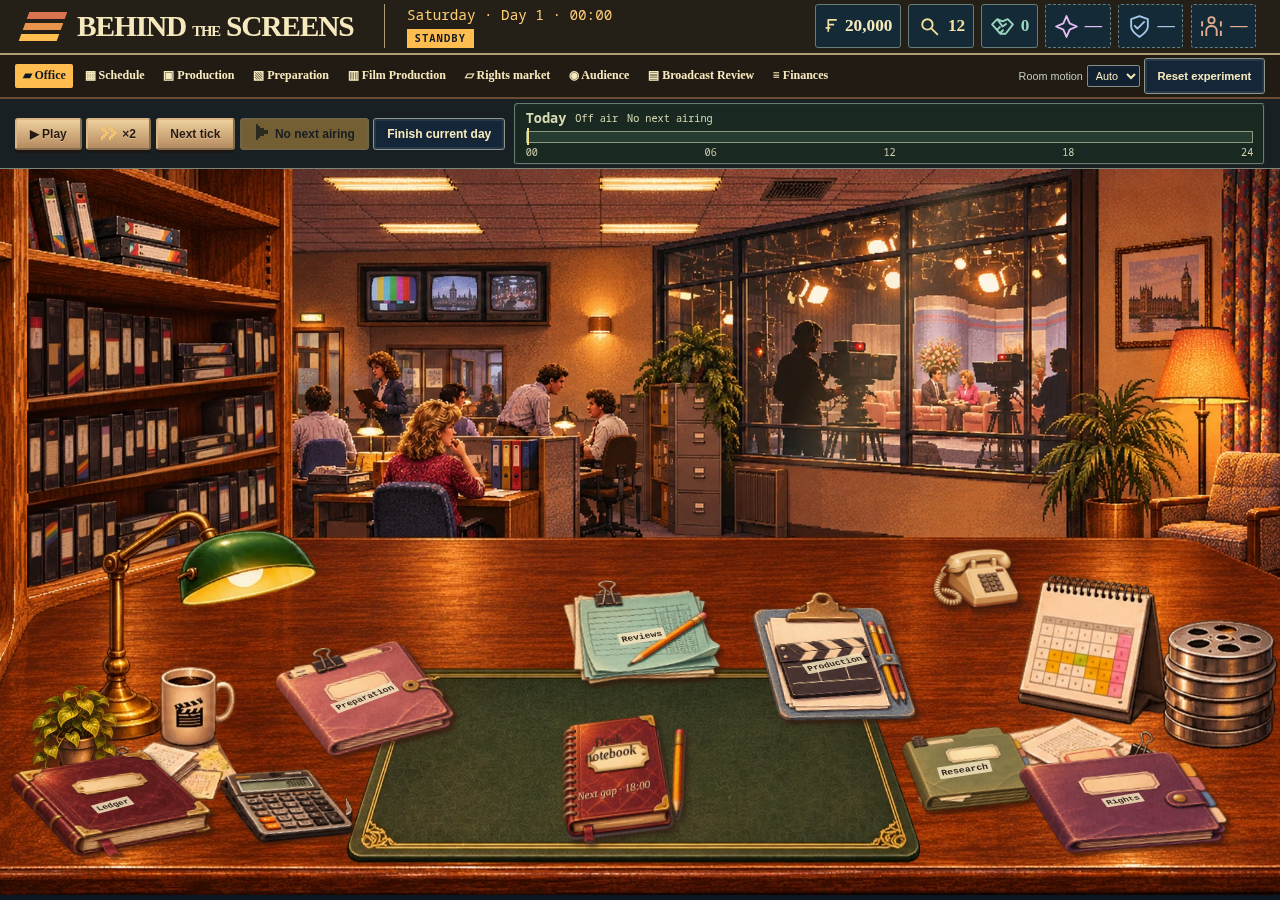 BEHIND THE SCREENS
Saturday · Day 1 · 00:00
STANDBY
20,000
12
0
—
—
—
Office
Schedule
Production
Preparation
Film Production
Rights market
Audience
Broadcast Review
Finances
Room motion
Auto
Reset experiment
Play
×2
Next tick
No next airing
Finish current day
Today Off air No next airing
00 06 12 18 24
Reviews
Production
Preparation
Desk notebook
Next gap · 18:00
Research
Rights
Ledger